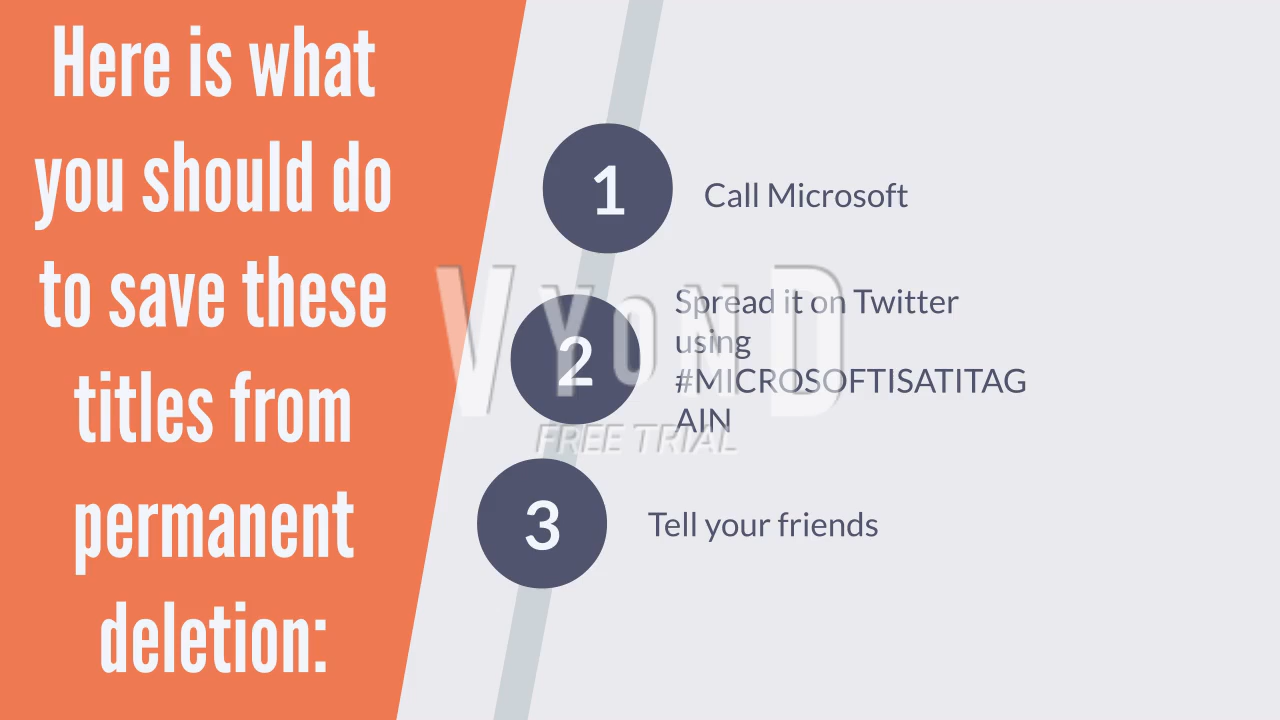 Here is what
you should do
to save these
titles from
permanent
deletion:
1
Call Microsoft
2
Spread it on Twitter
using
#MICROSOFTISATITAG
AIN
3
Tell your friends
VYOND
FREE TRIAL